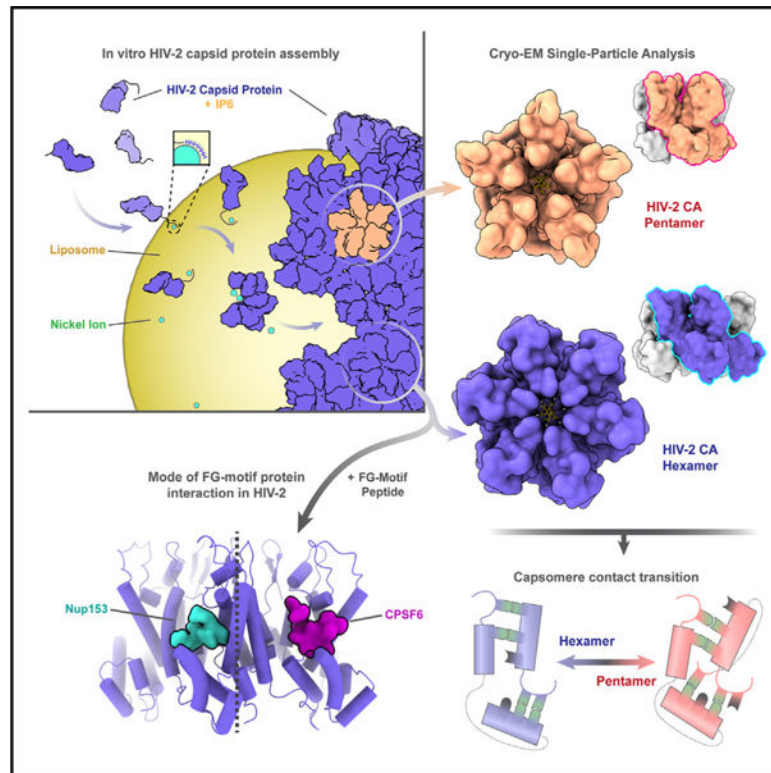 In vitro HIV-2 capsid protein assembly
HIV-2 Capsid Protein
+ IP6
Liposome
Nickel Ion
Cryo-EM Single-Particle Analysis
HIV-2 CA
Pentamer
HIV-2 CA
Hexamer
Mode of FG-motif protein
interaction in HIV-2
+ FG-Motif
Peptide
Nup153
CPSF6
Capsomere contact transition
Hexamer
Pentamer